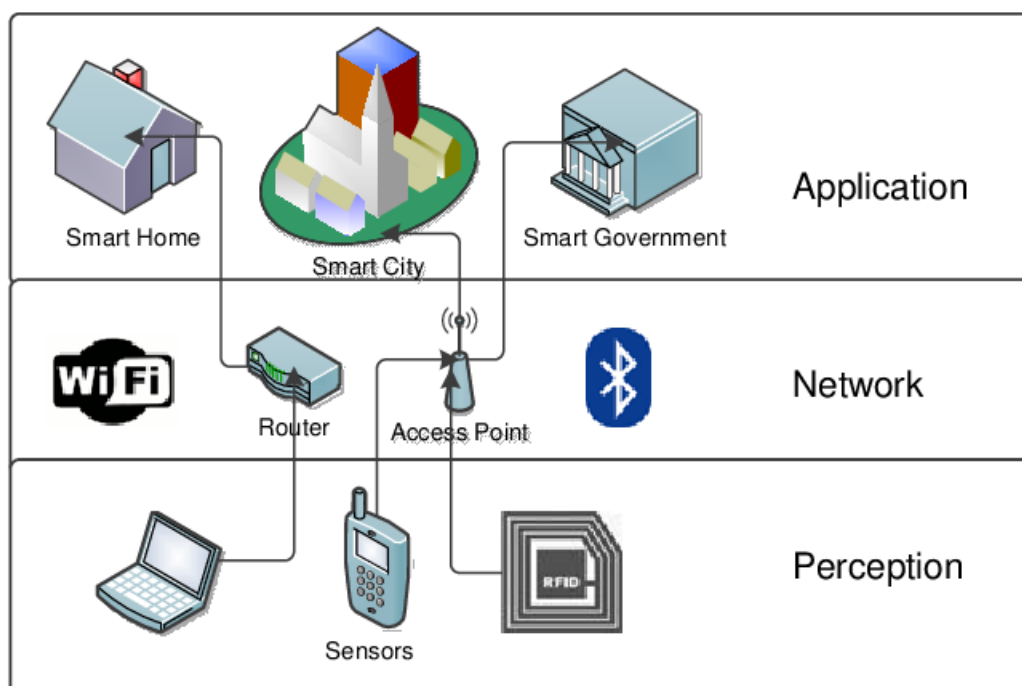 Smart Home
Smart City
Smart Government
Application
WiFi
Router
Access Point
Network
RFID
Sensors
Perception